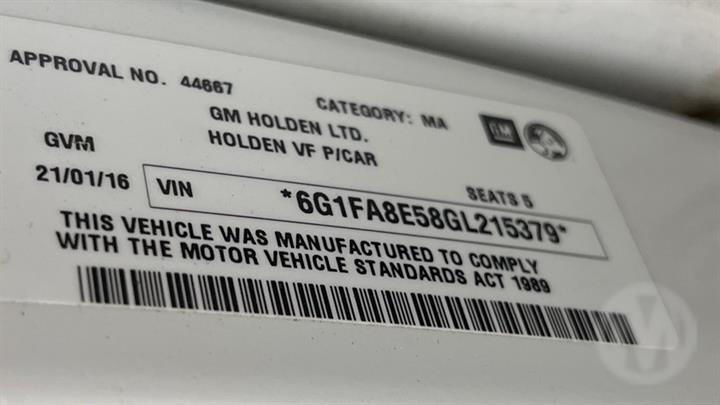 APPROVAL NO. 44667
CATEGORY: MA
GM
GM HOLDEN LTD.
HOLDEN VF P/CAR
GVM
SEATS 5
21/01/16
VIN *6G1FA8E58GL215379*
THIS VEHICLE WAS MANUFACTURED TO COMPLY
WITH THE MOTOR VEHICLE STANDARDS ACT 1989